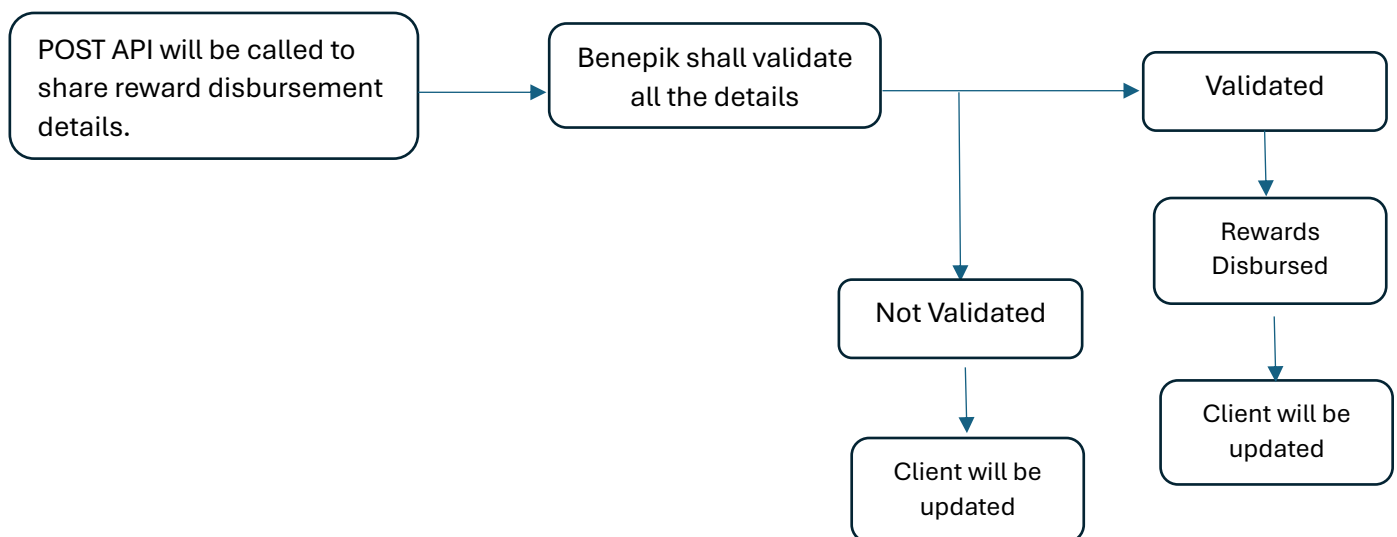 POST API will be called to
share reward disbursement
details.
Benepik shall validate
all the details
Validated
Rewards
Disbursed
Not Validated
Client will be
updated
Client will be
updated